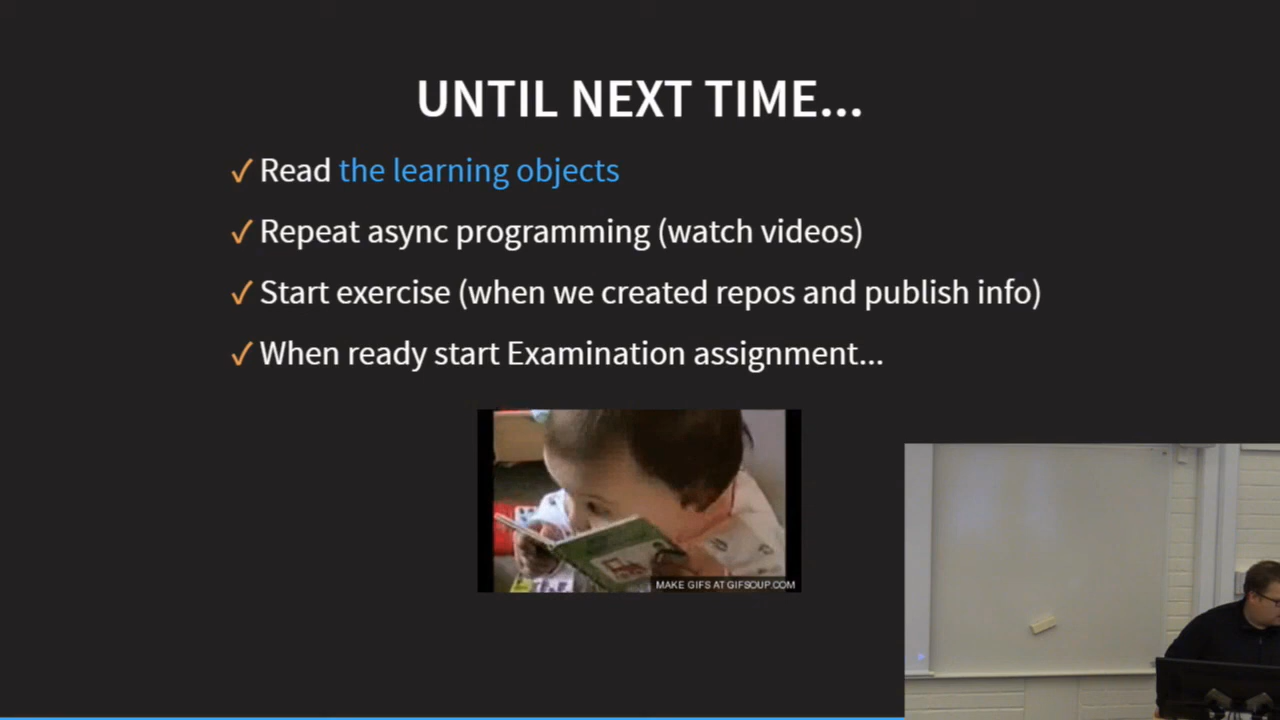 UNTIL NEXT TIME...
✓ Read the learning objects
✓ Repeat async programming (watch videos)
✓ Start exercise (when we created repos and publish info)
✓ When ready start Examination assignment...
MAKE GIFS AT GIFSOUP.COM